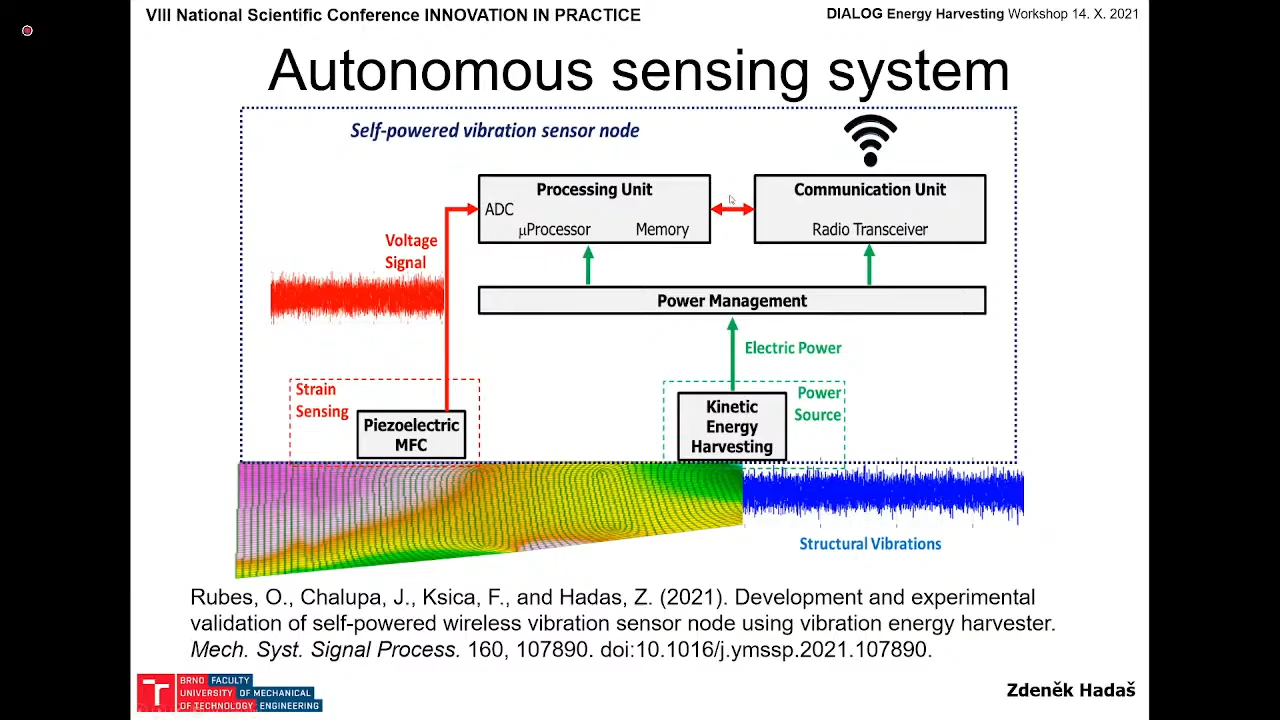 VIII National Scientific Conference INNOVATION IN PRACTICE
DIALOG Energy Harvesting Workshop 14. X. 2021
Autonomous sensing system
Self-powered vibration sensor node
Processing Unit
ADC
µProcessor Memory
Communication Unit
Radio Transceiver
Voltage
Signal
Power Management
Electric Power
Strain
Sensing
Piezoelectric
MFC
Kinetic
Energy
Harvesting
Power
Source
Structural Vibrations
Rubes, O., Chalupa, J., Ksica, F., and Hadas, Z. (2021). Development and experimental
validation of self-powered wireless vibration sensor node using vibration energy harvester.
Mech. Syst. Signal Process. 160, 107890. doi:10.1016/j.ymssp.2021.107890.
BRNO FACULTY
UNIVERSITY OF MECHANICAL
OF TECHNOLOGY ENGINEERING
Zdeněk Hadaš